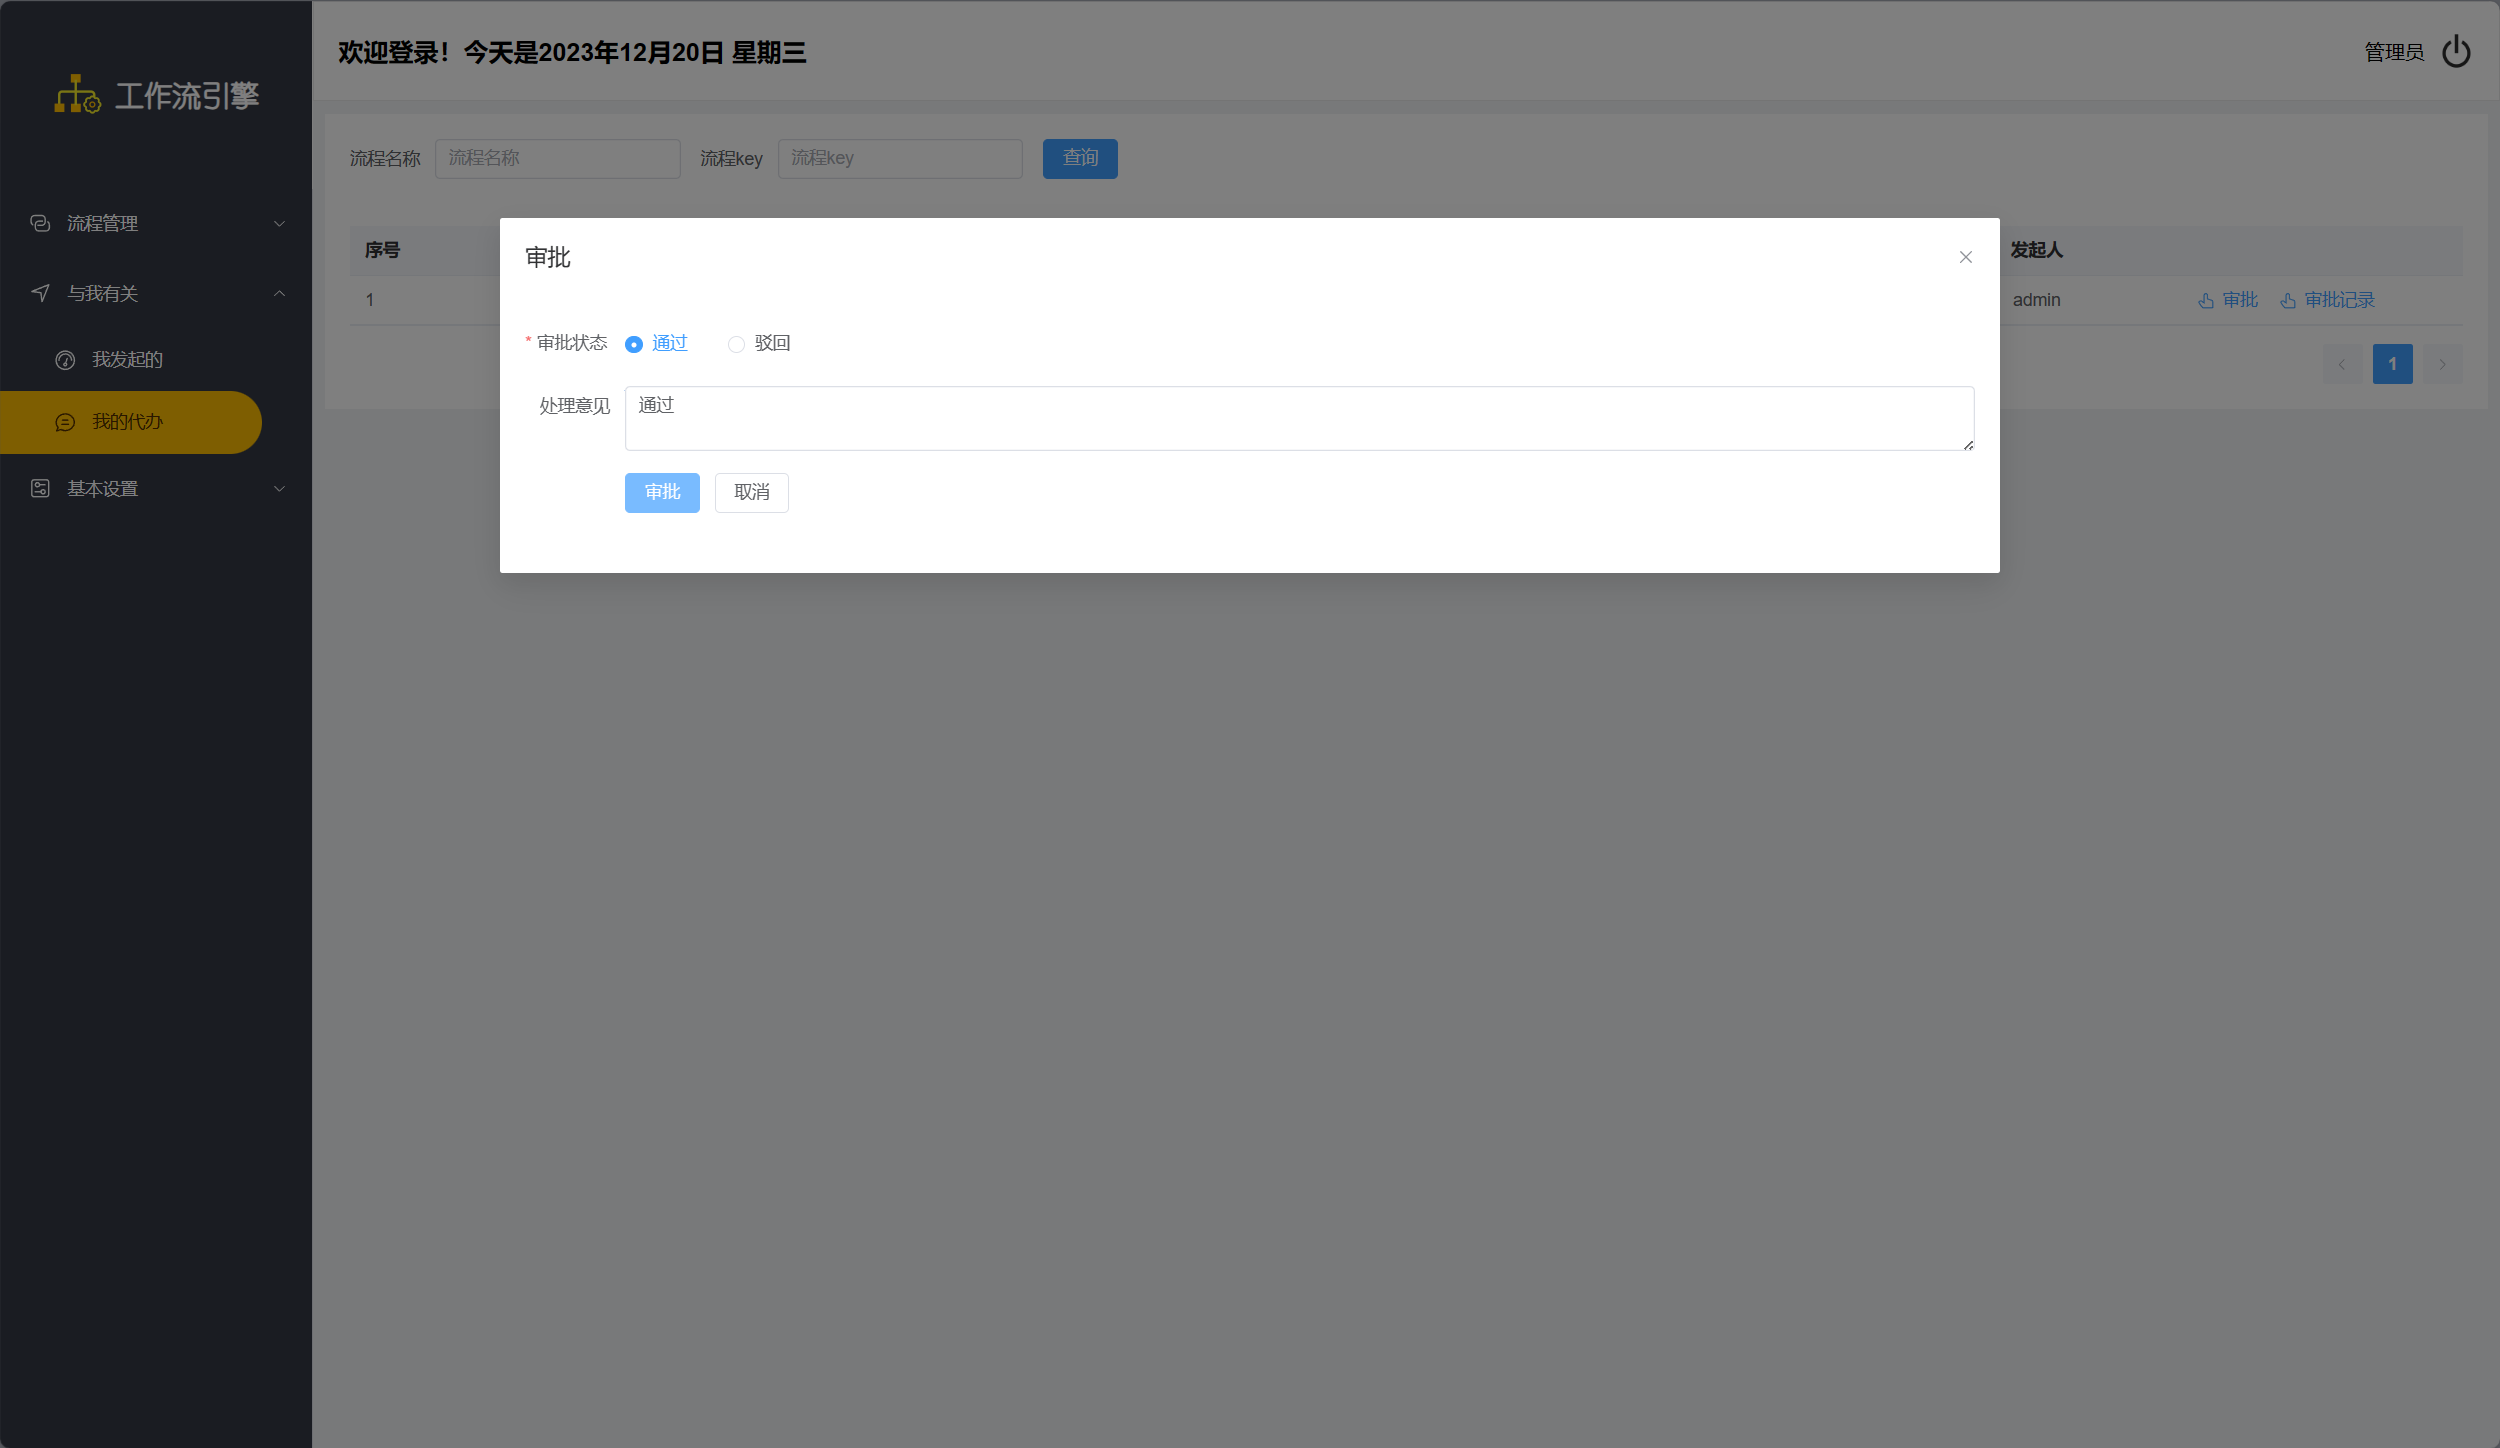 工作流引擎
欢迎登录！今天是2023年12月20日 星期三
管理员
流程管理
与我有关
我发起的
我的代办
基本设置
流程名称 流程名称 流程key 流程key 查询
序号 发起人
1 admin 审批 审批记录
1
审批
* 审批状态 通过 驳回
处理意见 通过
审批 取消